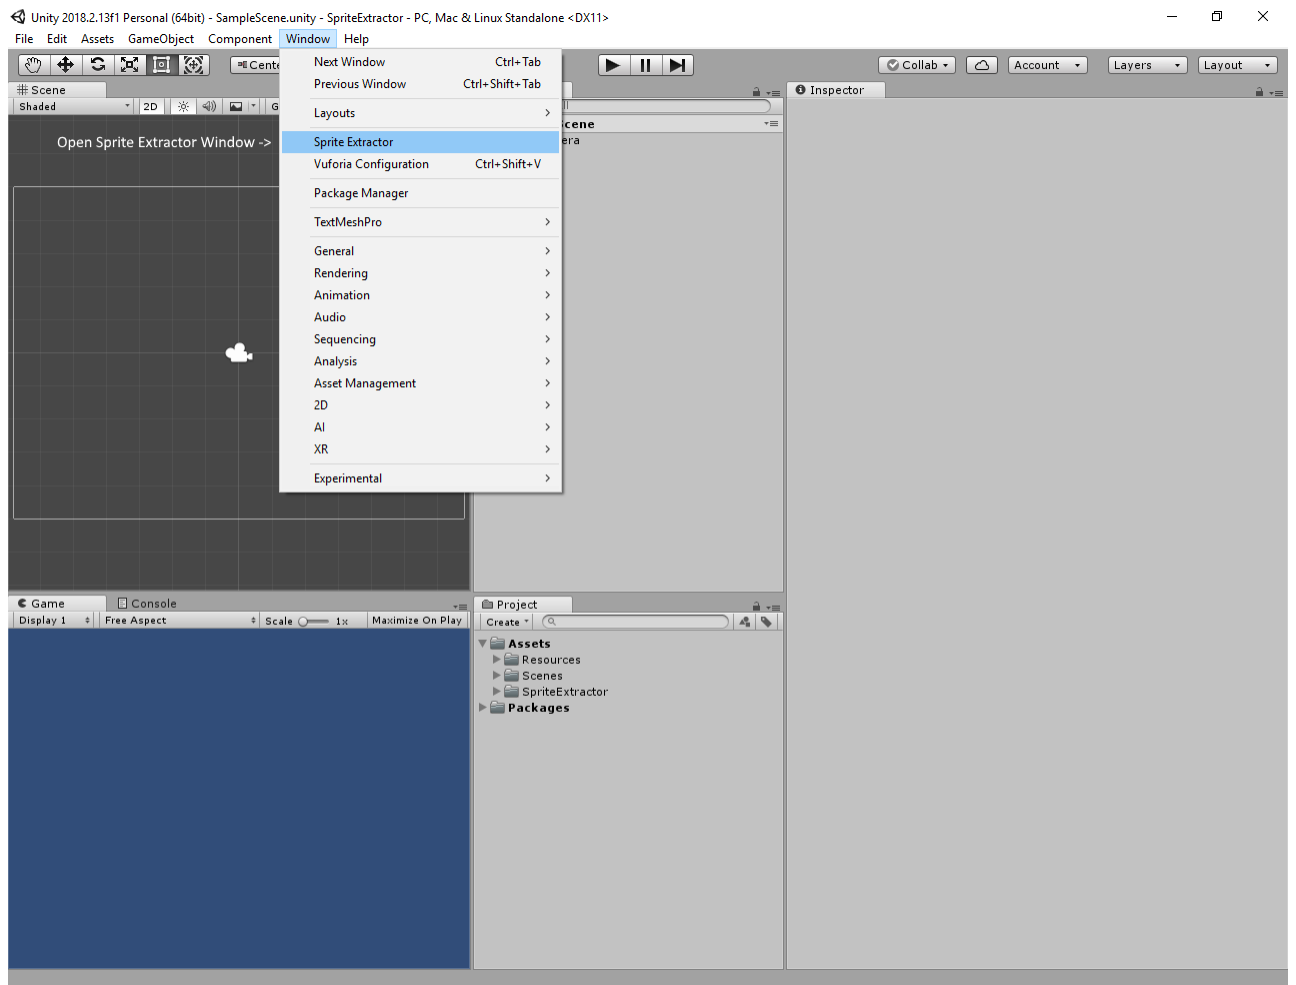 Unity 2018.2.13f1 Personal (64bit) - SampleScene.unity - SpriteExtractor - PC, Mac & Linux Standalone <DX11>
File Edit Assets GameObject Component Window Help
Cente
Collab Account Layers Layout
Next Window Ctrl+Tab
Previous Window Ctrl+Shift+Tab
Layouts
Sprite Extractor
Vuforia Configuration Ctrl+Shift+V
Package Manager
TextMeshPro
General
Rendering
Animation
Audio
Sequencing
Analysis
Asset Management
2D
AI
XR
Experimental
Scene
Shaded 2D G
Open Sprite Extractor Window ->
cene
era
Inspector
Game Console
Display 1 Free Aspect Scale 1x Maximize On Play
Project
Create
Assets
Resources
Scenes
SpriteExtractor
Packages